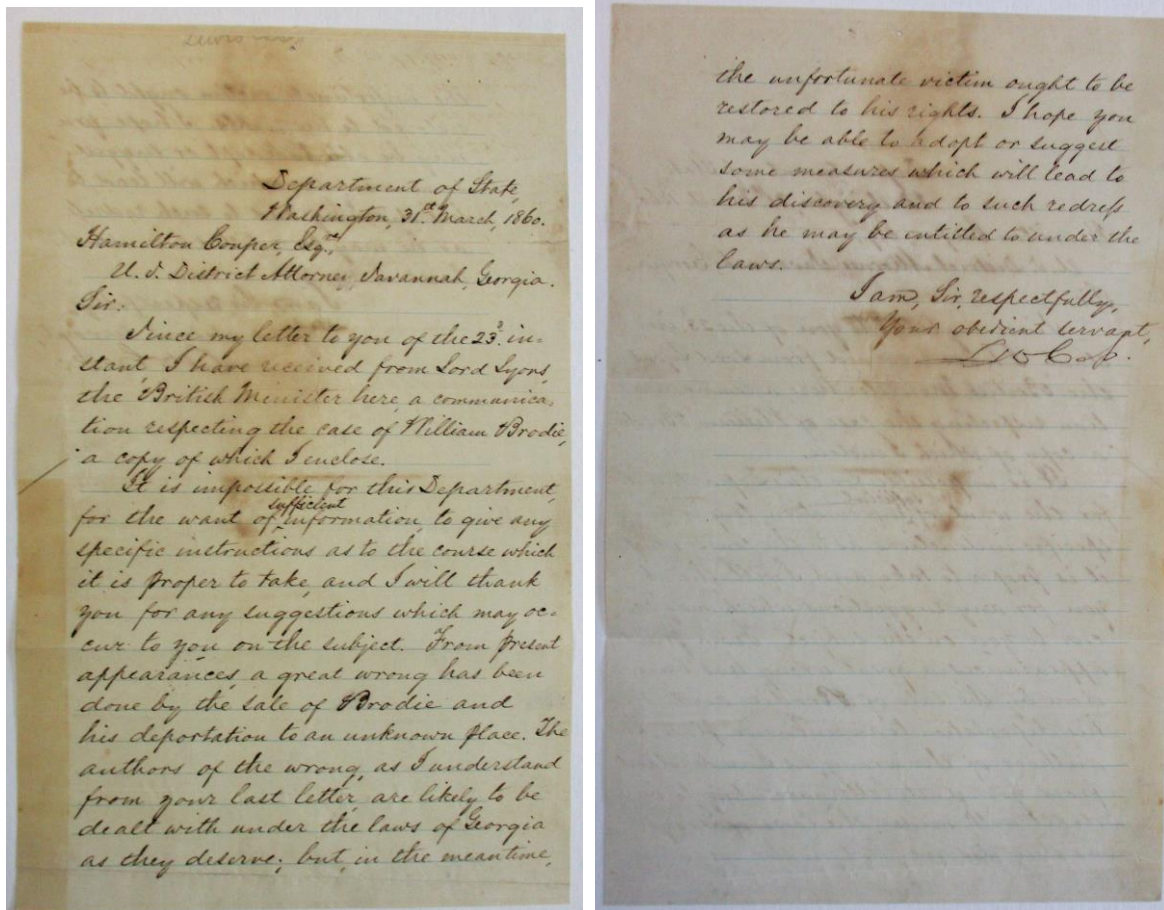 Department of State,
Washington, 31st March, 1860.
Hamilton Couper, Esqre.,
U. S. District Attorney, Savannah, Georgia.
Sir:
Since my letter to you of the 23d. in-
stant, I have received from Lord Lyons,
the British Minister here, a communica-
tion respecting the case of William Brodie,
a copy of which I enclose.
It is impossible for this Department,
for the want of sufficient information, to give any
specific instructions as to the course which
it is proper to take, and I will thank
you for any suggestions which may oc-
cur to you on the subject. From present
appearances, a great wrong has been
done by the sale of Brodie and
his deportation to an unknown place. The
authors of the wrong, as I understand
from your last letter, are likely to be
dealt with under the laws of Georgia
as they deserve; but, in the meantime,
the unfortunate victim ought to be
restored to his rights. I hope you
may be able to adopt or suggest
some measures which will lead to
his discovery and to such redress
as he may be entitled to under the
laws.
I am, Sir, respectfully,
Your obedient servant,
Lew Cass.